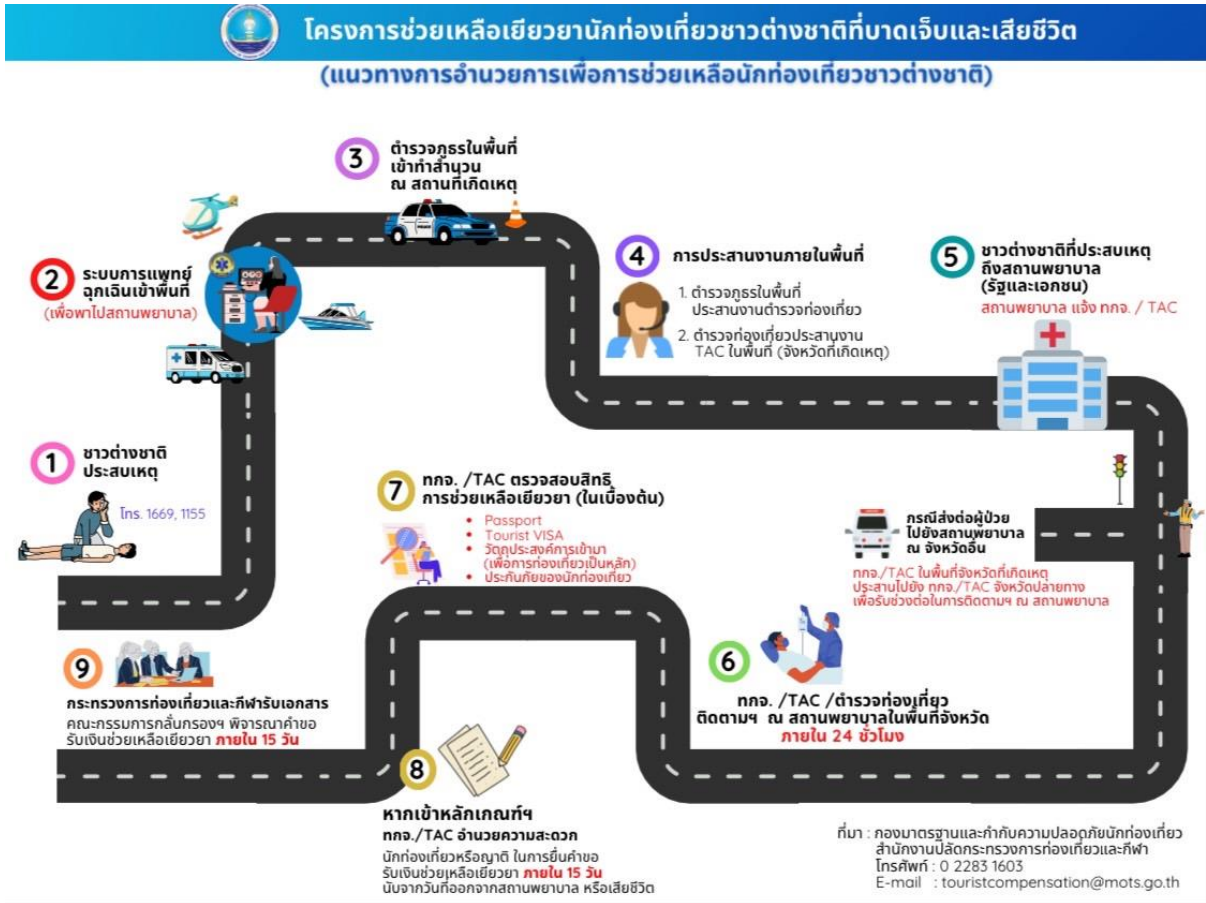 โครงการช่วยเหลือเยียวยานักท่องเที่ยวชาวต่างชาติที่บาดเจ็บและเสียชีวิต
(แนวทางการอำนวยการเพื่อการช่วยเหลือนักท่องเที่ยวชาวต่างชาติ)
1
ชาวต่างชาติ
ประสบเหตุ
โทร. 1669, 1155
2
ระบบการแพทย์
ฉุกเฉินเข้าพื้นที่
(เพื่อพาไปสถานพยาบาล)
3
ตำรวจภูธรในพื้นที่
เข้าทำสำนวน
ณ สถานที่เกิดเหตุ
4
การประสานงานภายในพื้นที่
1. ตำรวจภูธรในพื้นที่
ประสานงานตำรวจท่องเที่ยว
2. ตำรวจท่องเที่ยวประสานงาน
TAC ในพื้นที่ (จังหวัดที่เกิดเหตุ)
5
ชาวต่างชาติที่ประสบเหตุ
ถึงสถานพยาบาล
(รัฐและเอกชน)
สถานพยาบาล แจ้ง ทกจ. / TAC
กรณีส่งต่อผู้ป่วย
ไปยังสถานพยาบาล
ณ จังหวัดอื่น
ทกจ./TAC ในพื้นที่จังหวัดที่เกิดเหตุ
ประสานไปยัง ทกจ./TAC จังหวัดปลายทาง
เพื่อรับช่วงต่อในการติดตามฯ ณ สถานพยาบาล
6
ทกจ. /TAC /ตำรวจท่องเที่ยว
ติดตามฯ ณ สถานพยาบาลในพื้นที่จังหวัด
ภายใน 24 ชั่วโมง
7
ทกจ. /TAC ตรวจสอบสิทธิ
การช่วยเหลือเยียวยา (ในเบื้องต้น)
• Passport
• Tourist VISA
• วัตถุประสงค์การเข้ามา
(เพื่อการท่องเที่ยวเป็นหลัก)
• ประกันภัยของนักท่องเที่ยว
8
หากเข้าหลักเกณฑ์ฯ
ทกจ./TAC อำนวยความสะดวก
นักท่องเที่ยวหรือญาติ ในการยื่นคำขอ
รับเงินช่วยเหลือเยียวยา ภายใน 15 วัน
นับจากวันที่ออกจากสถานพยาบาล หรือเสียชีวิต
9
กระทรวงการท่องเที่ยวและกีฬารับเอกสาร
คณะกรรมการกลั่นกรองฯ พิจารณาคำขอ
รับเงินช่วยเหลือเยียวยา ภายใน 15 วัน
ที่มา : กองมาตรฐานและกำกับความปลอดภัยนักท่องเที่ยว
สำนักงานปลัดกระทรวงการท่องเที่ยวและกีฬา
โทรศัพท์ : 0 2283 1603
E-mail : touristcompensation@mots.go.th